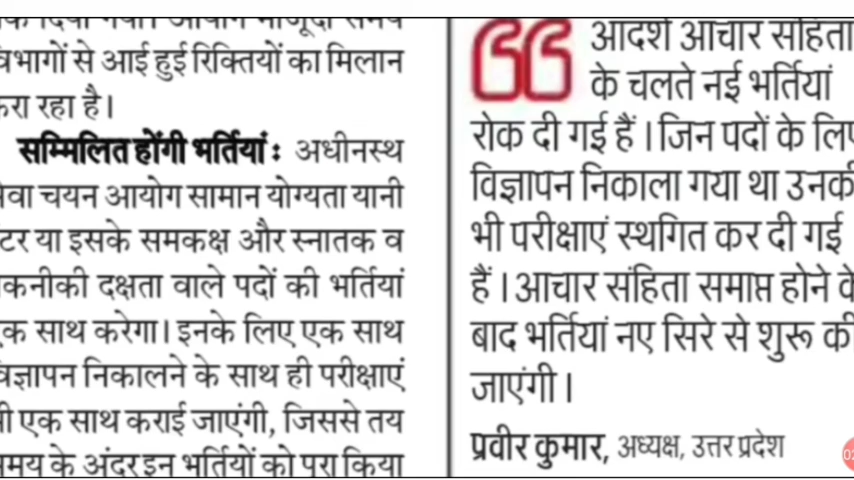 दिया गया। आयोग मौजूदा समय
विभागों से आई हुई रिक्तियों का मिलान
करा रहा है।
सम्मिलित होंगी भर्तियां : अधीनस्थ
सेवा चयन आयोग सामान योग्यता यानी
इंटर या इसके समकक्ष और स्नातक व
तकनीकी दक्षता वाले पदों की भर्तियां
एक साथ करेगा। इनके लिए एक साथ
विज्ञापन निकालने के साथ ही परीक्षाएं
भी एक साथ कराई जाएंगी, जिससे तय
समय के अंदर इन भर्तियों को पूरा किया
आदर्श आचार संहिता
के चलते नई भर्तियां
रोक दी गई हैं। जिन पदों के लिए
विज्ञापन निकाला गया था उनकी
भी परीक्षाएं स्थगित कर दी गई
हैं। आचार संहिता समाप्त होने के
बाद भर्तियां नए सिरे से शुरू की
जाएंगी।
प्रवीर कुमार, अध्यक्ष, उत्तर प्रदेश